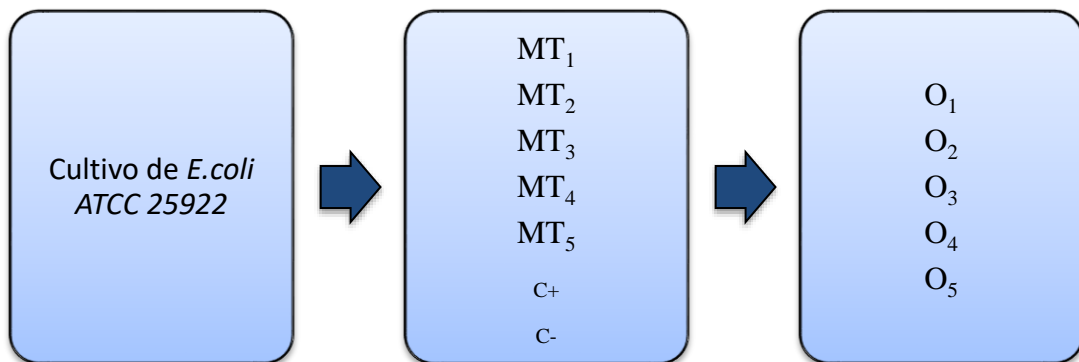 Cultivo de E.coli
ATCC 25922
MT₁
MT₂
MT₃
MT₄
MT₅
C+
C-
O₁
O₂
O₃
O₄
O₅